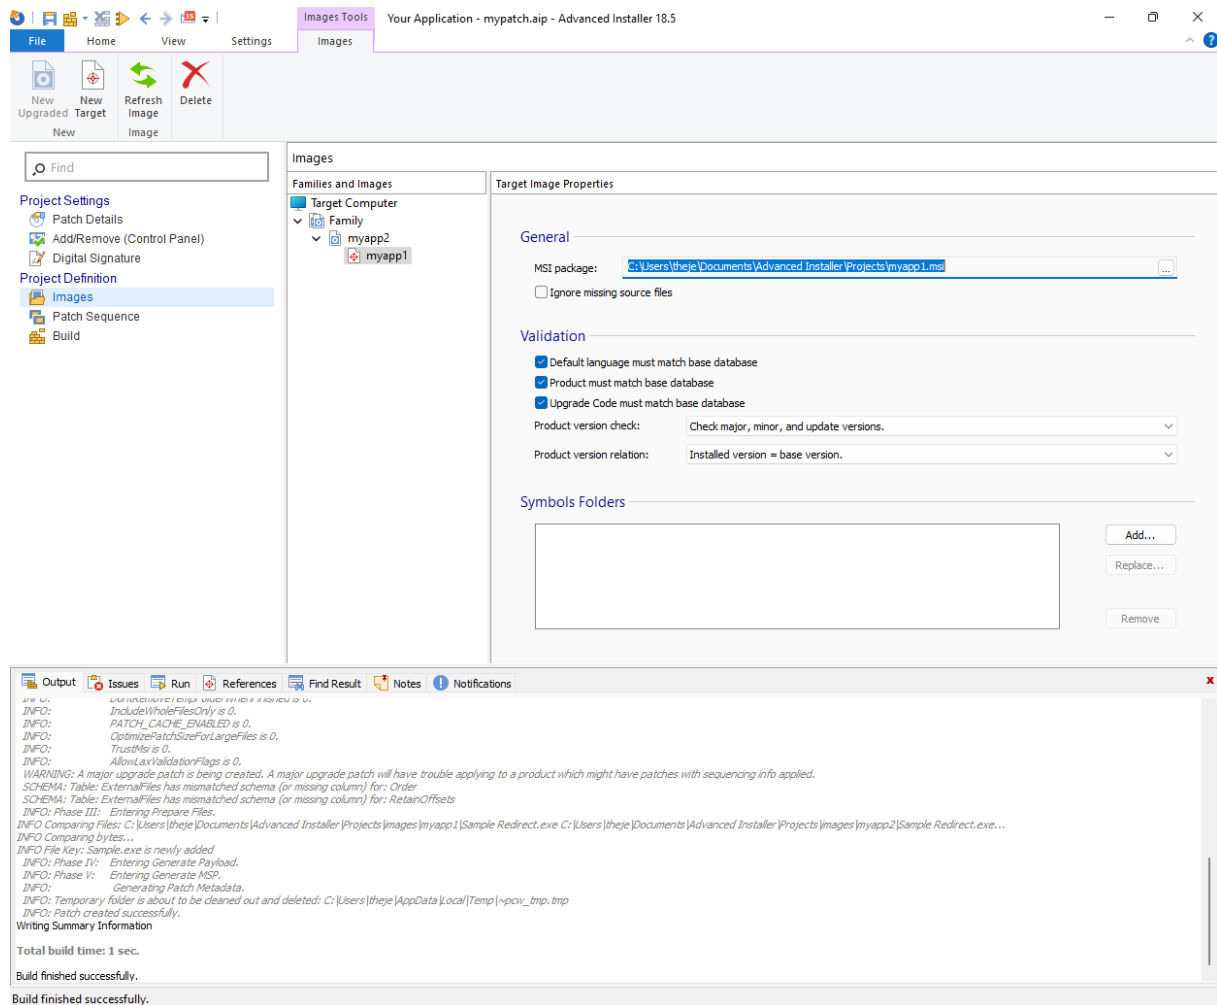 Images Tools
Your Application - mypatch.aip - Advanced Installer 18.5
File
Home
View
Settings
Images
New Upgraded
New Target
Refresh Image
Delete
New
Image
Find
Images
Project Settings
Patch Details
Add/Remove (Control Panel)
Digital Signature
Project Definition
Images
Patch Sequence
Build
Families and Images
Target Computer
Family
myapp2
myapp1
Target Image Properties
General
MSI package:
C:\Users\theje\Documents\Advanced Installer\Projects\myapp1.msi
...
Ignore missing source files
Validation
Default language must match base database
Product must match base database
Upgrade Code must match base database
Product version check:
Check major, minor, and update versions.
Product version relation:
Installed version = base version.
Symbols Folders
Add...
Replace...
Remove
Output
Issues
Run
References
Find Result
Notes
Notifications
INFO: DontRemoveTempFolderWhenFinished is 0.
INFO: IncludeWholeFilesOnly is 0.
INFO: PATCH_CACHE_ENABLED is 0.
INFO: OptimizePatchSizeForLargeFiles is 0.
INFO: TrustMsi is 0.
INFO: AllowLaxValidationFlags is 0.
WARNING: A major upgrade patch is being created. A major upgrade patch will have trouble applying to a product which might have patches with sequencing info applied.
SCHEMA: Table: ExternalFiles has mismatched schema (or missing column) for: Order
SCHEMA: Table: ExternalFiles has mismatched schema (or missing column) for: RetainOffsets
INFO: Phase III: Entering Prepare Files.
INFO Comparing Files: C:\Users\theje\Documents\Advanced Installer\Projects\images\myapp1\Sample Redirect.exe C:\Users\theje\Documents\Advanced Installer\Projects\images\myapp2\Sample Redirect.exe...
INFO Comparing bytes...
INFO File Key: Sample.exe is newly added
INFO: Phase IV: Entering Generate Payload.
INFO: Phase V: Entering Generate MSP.
INFO: Generating Patch Metadata.
INFO: Temporary folder is about to be cleaned out and deleted: C:\Users\theje\AppData\Local\Temp\~pcw_tmp.tmp
INFO: Patch created successfully.
Writing Summary Information
Total build time: 1 sec.
Build finished successfully.
Build finished successfully.